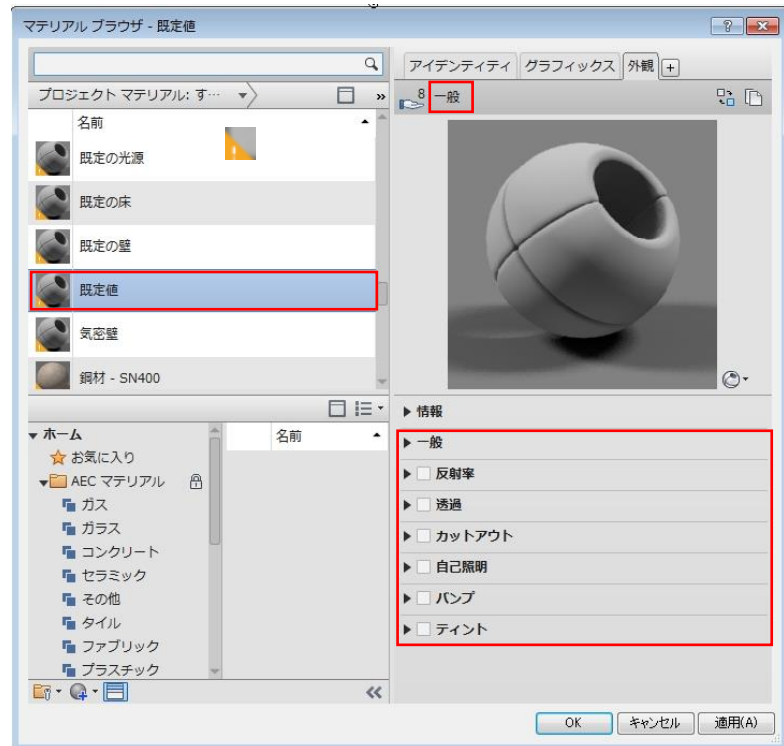 マテリアル ブラウザ - 既定値
プロジェクト マテリアル: す…
名前
既定の光源
既定の床
既定の壁
既定値
気密壁
鋼材 - SN400
ホーム
お気に入り
AEC マテリアル
ガス
ガラス
コンクリート
セラミック
その他
タイル
ファブリック
プラスチック
名前
アイデンティティ
グラフィックス
外観
8
一般
情報
一般
反射率
透過
カットアウト
自己照明
バンプ
ティント
OK
キャンセル
適用(A)